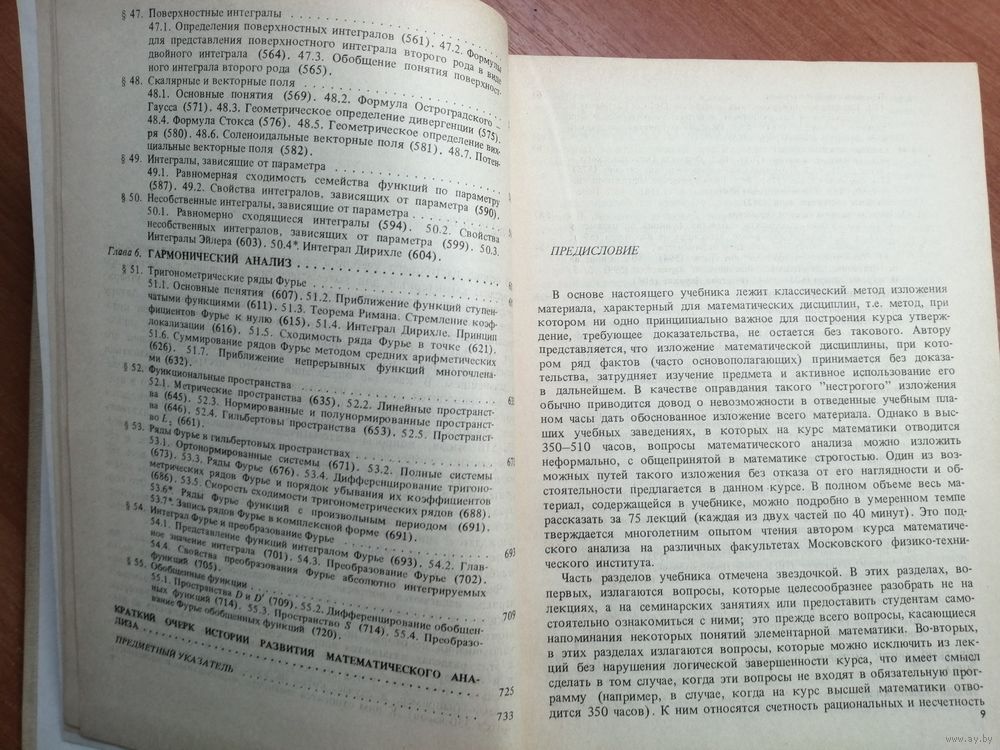 § 47. Поверхностные интегралы
47.1. Определения поверхностных интегралов (561). 47.2. Формулы
для представления поверхностного интеграла второго рода в виде
двойного интеграла (564). 47.3. Обобщение понятия поверхност-
ного интеграла второго рода (565).
§ 48. Скалярные и векторные поля
48.1. Основные понятия (569). 48.2. Формула Остроградского –
Гаусса (571). 48.3. Геометрическое определение дивергенции (575).
48.4. Формула Стокса (576). 48.5. Геометрическое определение вих-
ря (580). 48.6. Соленоидальные векторные поля (581). 48.7. Потен-
циальные векторные поля (582).
§ 49. Интегралы, зависящие от параметра
49.1. Равномерная сходимость семейства функций по параметру
(587). 49.2. Свойства интегралов, зависящих от параметра (590).
§ 50. Несобственные интегралы, зависящие от параметра
50.1. Равномерно сходящиеся интегралы (594). 50.2. Свойства
несобственных интегралов, зависящих от параметра (599). 50.3.
Интегралы Эйлера (603). 50.4*. Интеграл Дирихле (604).
Глава 6. ГАРМОНИЧЕСКИЙ АНАЛИЗ
§ 51. Тригонометрические ряды Фурье
51.1. Основные понятия (607). 51.2. Приближение функций ступен-
чатыми функциями (611). 51.3. Теорема Римана. Стремление коэф-
фициентов Фурье к нулю (615). 51.4. Интеграл Дирихле. Принцип
локализации (616). 51.5. Сходимость ряда Фурье в точке (621).
51.6. Суммирование рядов Фурье методом средних арифметических
(626). 51.7. Приближение непрерывных функций многочлена-
ми (632).
§ 52. Функциональные пространства
52.1. Метрические пространства (635). 52.2. Линейные пространст-
ва (645). 52.3. Нормированные и полунормированные пространст-
ва (646). 52.4. Гильбертовы пространства (653). 52.5. Пространст-
во L₂ (661).
§ 53. Ряды Фурье в гильбертовых пространствах
53.1. Ортонормированные системы (671). 53.2. Полные системы
(673). 53.3. Ряды Фурье (676). 53.4. Дифференцирование тригоно-
метрических рядов Фурье и порядок убывания их коэффициентов
(686). 53.5. Скорость сходимости тригонометрических рядов (688).
53.6* Ряды Фурье функций с произвольным периодом (691).
53.7* Запись рядов Фурье в комплексной форме (691).
§ 54. Интеграл Фурье и преобразование Фурье 693
54.1. Представление функций интегралом Фурье (693). 54.2. Глав-
ное значение интеграла (701). 54.3. Преобразование Фурье (702).
54.4. Свойства преобразования Фурье абсолютно интегрируемых
функций (705).
§ 55. Обобщенные функции 709
55.1. Пространства D и D′ (709). 55.2. Дифференцирование обобщен-
ных функций (714). 55.3. Пространство S (714). 55.4. Преобразо-
вание Фурье обобщенных функций (720).
КРАТКИЙ ОЧЕРК ИСТОРИИ РАЗВИТИЯ МАТЕМАТИЧЕСКОГО АНА-
ЛИЗА 725
ПРЕДМЕТНЫЙ УКАЗАТЕЛЬ 733
ПРЕДИСЛОВИЕ
В основе настоящего учебника лежит классический метод изложения
материала, характерный для математических дисциплин, т.е. метод, при
котором ни одно принципиально важное для построения курса утверж-
дение, требующее доказательства, не остается без такового. Автору
представляется, что изложение математической дисциплины, при кото-
ром ряд фактов (часто основополагающих) принимается без доказа-
тельства, затрудняет изучение предмета и активное использование его
в дальнейшем. В качестве оправдания такого "нестрогого" изложения
обычно приводится довод о невозможности в отведенные учебным пла-
ном часы дать обоснованное изложение всего материала. Однако в выс-
ших учебных заведениях, в которых на курс математики отводится
350–510 часов, вопросы математического анализа можно изложить
неформально, с общепринятой в математике строгостью. Один из воз-
можных путей такого изложения без отказа от его наглядности и об-
стоятельности предлагается в данном курсе. В полном объеме весь ма-
териал, содержащейся в учебнике, можно подробно в умеренном темпе
рассказать за 75 лекций (каждая из двух частей по 40 минут). Это под-
тверждается многолетним опытом чтения автором курса математиче-
ского анализа на различных факультетах Московского физико-техни-
ческого института.
Часть разделов учебника отмечена звездочкой. В этих разделах, во-
первых, излагаются вопросы, которые целесообразнее разобрать не на
лекциях, а на семинарских занятиях или предоставить студентам само-
стоятельно ознакомиться с ними; это прежде всего вопросы, касающиеся
напоминания некоторых понятий элементарной математики. Во-вторых,
в этих разделах излагаются вопросы, которые можно исключить из лек-
ций без нарушения логической завершенности курса, что имеет смысл
сделать в том случае, когда эти вопросы не входят в обязательную про-
грамму (например, в случае, когда на курс высшей математики отво-
дится 350 часов). К ним относятся счетность рациональных и несчетность
9
www.ay.by